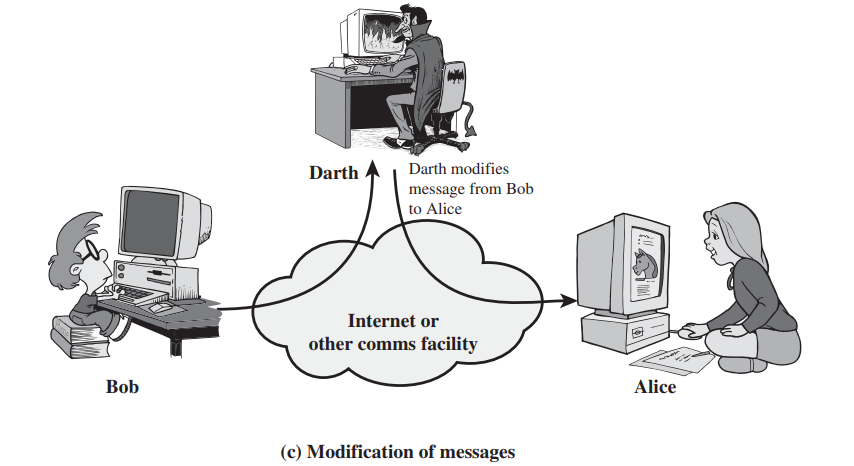 Darth
Darth modifies
message from Bob
to Alice
Internet or
other comms facility
Bob
Alice
(c) Modification of messages